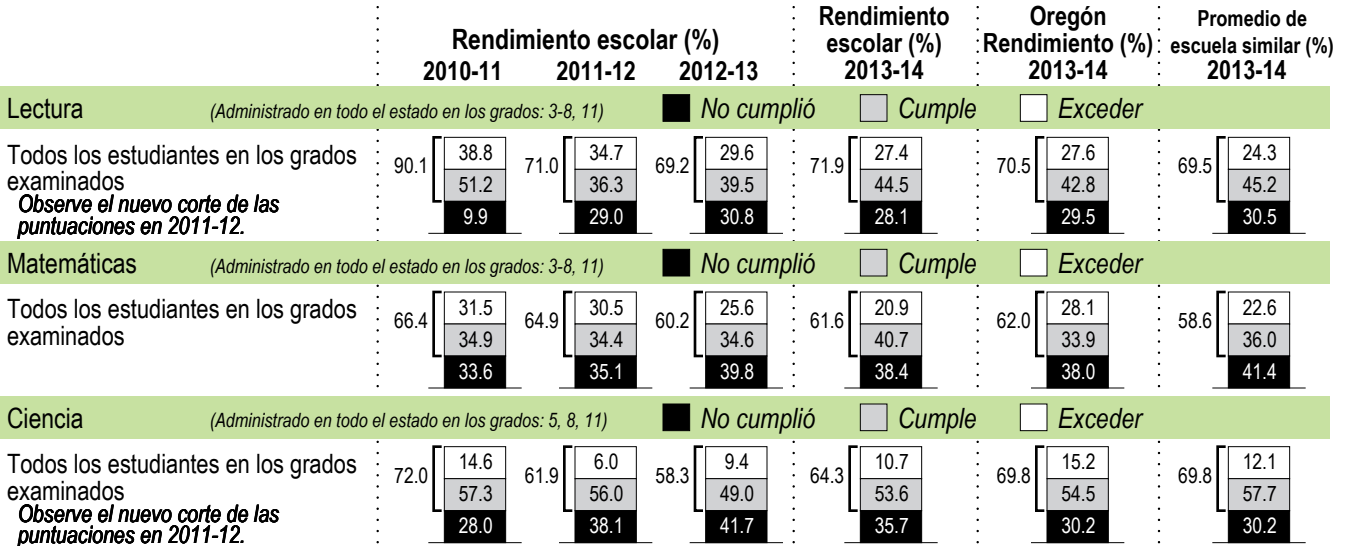 Rendimiento escolar (%)
2010-11 2011-12 2012-13
Rendimiento
escolar (%)
2013-14
Oregón
Rendimiento (%)
2013-14
Promedio de
escuela similar (%)
2013-14
Lectura (Administrado en todo el estado en los grados: 3-8, 11) No cumplió Cumple Exceder
Todos los estudiantes en los grados
examinados
Observe el nuevo corte de las
puntuaciones en 2011-12.
90.1 38.8 51.2 9.9
71.0 34.7 36.3 29.0
69.2 29.6 39.5 30.8
71.9 27.4 44.5 28.1
70.5 27.6 42.8 29.5
69.5 24.3 45.2 30.5
Matemáticas (Administrado en todo el estado en los grados: 3-8, 11) No cumplió Cumple Exceder
Todos los estudiantes en los grados
examinados
66.4 31.5 34.9 33.6
64.9 30.5 34.4 35.1
60.2 25.6 34.6 39.8
61.6 20.9 40.7 38.4
62.0 28.1 33.9 38.0
58.6 22.6 36.0 41.4
Ciencia (Administrado en todo el estado en los grados: 5, 8, 11) No cumplió Cumple Exceder
Todos los estudiantes en los grados
examinados
Observe el nuevo corte de las
puntuaciones en 2011-12.
72.0 14.6 57.3 28.0
61.9 6.0 56.0 38.1
58.3 9.4 49.0 41.7
64.3 10.7 53.6 35.7
69.8 15.2 54.5 30.2
69.8 12.1 57.7 30.2